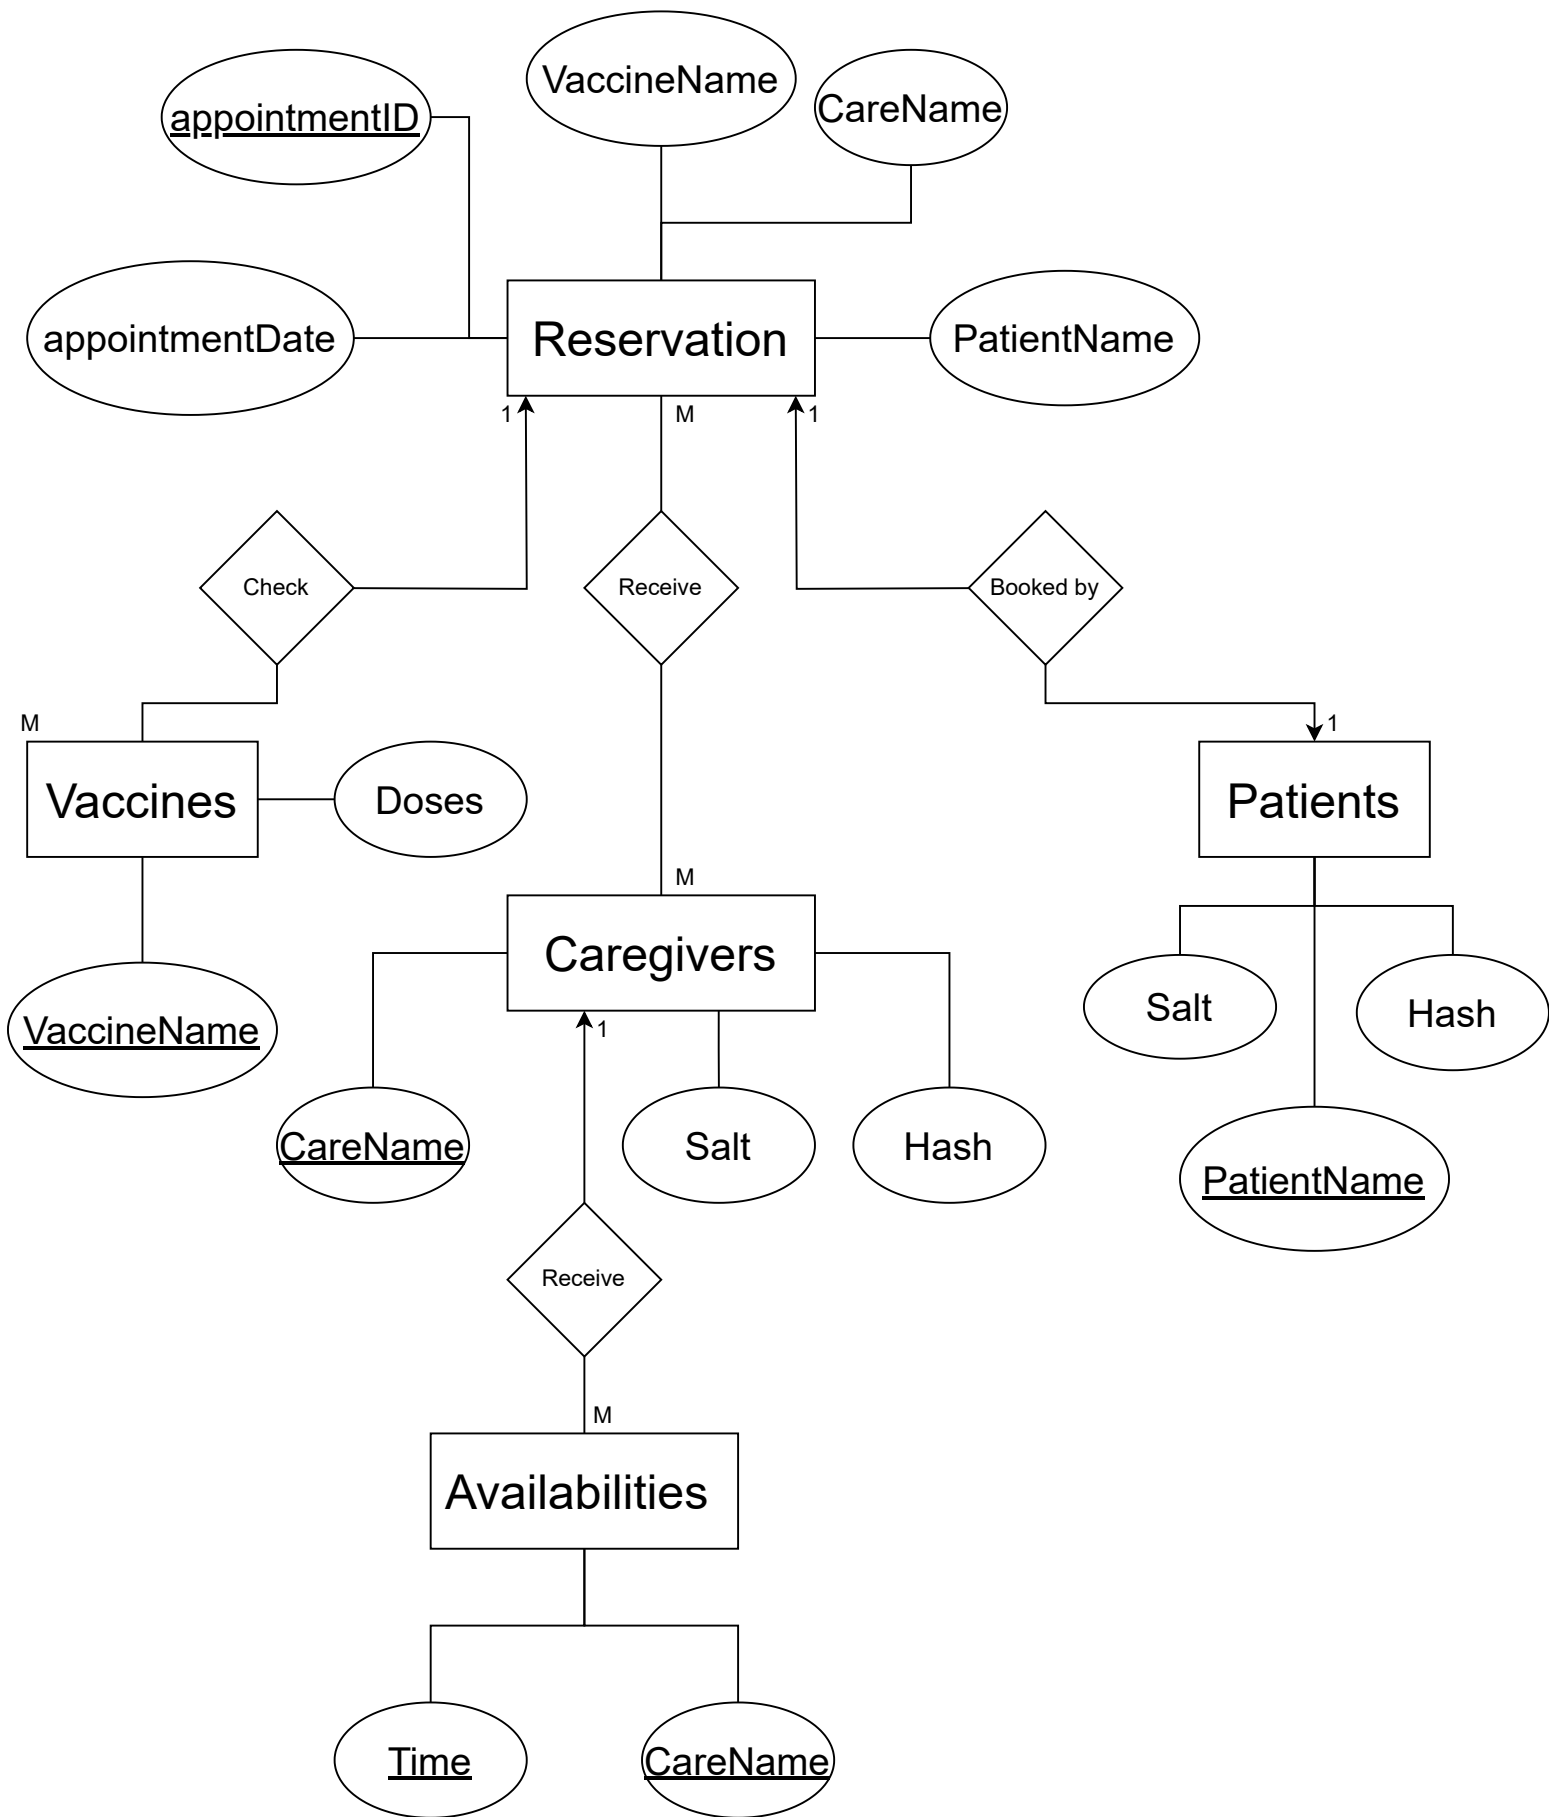 VaccineName
CareName
appointmentID
appointmentDate
Reservation
PatientName
1
M
1
Check
Receive
Booked by
M
1
Vaccines
Doses
Patients
M
Caregivers
Salt
Hash
VaccineName
1
CareName
Salt
Hash
PatientName
Receive
M
Availabilities
Time
CareName